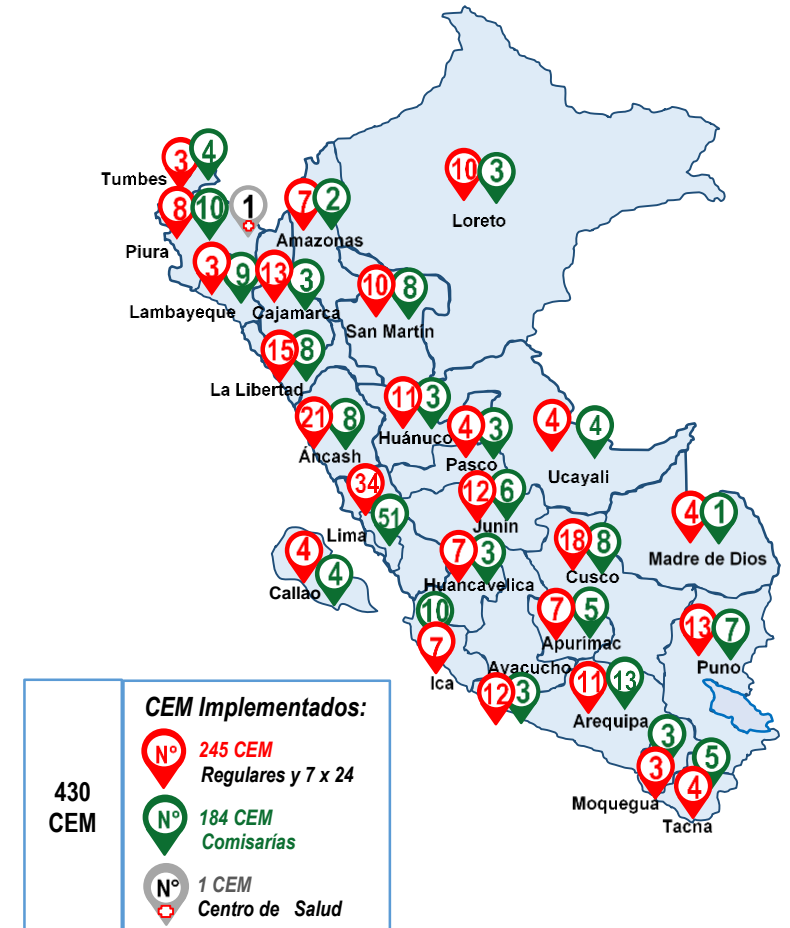 3 4
Tumbes
8 10 1
Piura
7 2
Amazonas
10 3
Loreto
3 9
Lambayeque
13 3
Cajamarca
10 8
San Martín
15 8
La Libertad
21 8
Áncash
11 3
Huánuco
4 3
Pasco
4 4
Ucayali
34
51
Lima
12 6
Junín
4 1
Madre de Dios
4
4
Callao
7 3
Huancavelica
18 8
Cusco
10
7
Ica
7 5
Apurímac
13 7
Puno
Ayacucho
12 3
11 13
Arequipa
3
3
Moquegua
5
4
Tacna
430
CEM
CEM Implementados:
N° 245 CEM
Regulares y 7 x 24
N° 184 CEM
Comisarías
N° 1 CEM
Centro de Salud